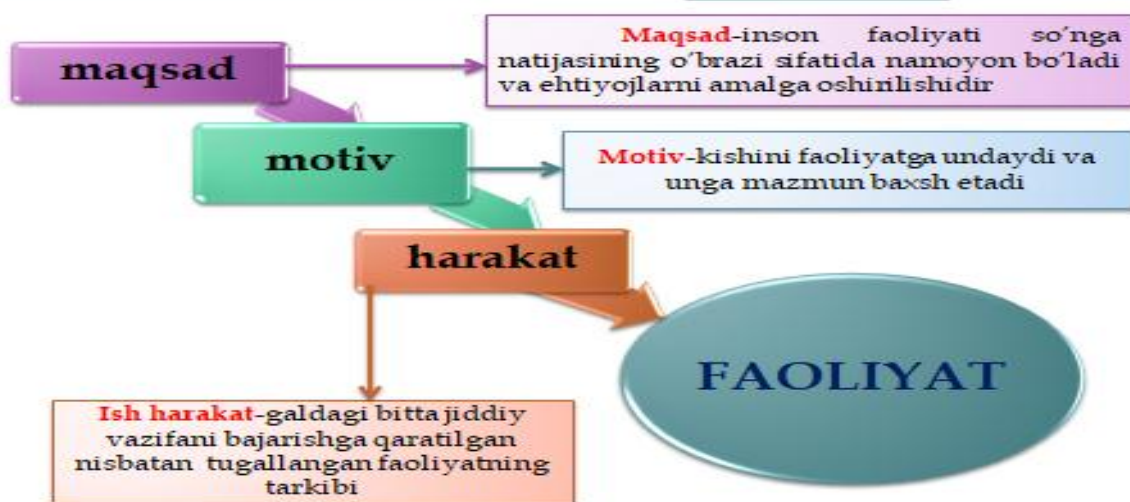 maqsad
Maqsad-inson faoliyati so′nga
natijasining o′brazi sifatida namoyon bo′ladi
va ehtiyojlarni amalga oshirilishidir
motiv
Motiv-kishini faoliyatga undaydi va
unga mazmun baxsh etadi
harakat
FAOLIYAT
Ish harakat-galdagi bitta jiddiy
vazifani bajarishga qaratilgan
nisbatan tugallangan faoliyatning
tarkibi